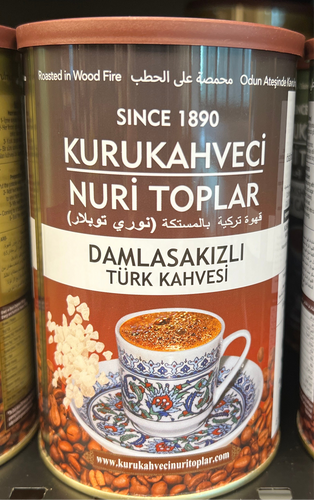 Roasted in Wood Fire محمصة على الحطب Odun Ateşinde
SINCE 1890
KURUKAHVECİ
NURİ TOPLAR
قهوة تركية بالمستكة (نوري توبلار)
DAMLASAKIZLI
TÜRK KAHVESİ
www.kurukahvecinuritoplar.com